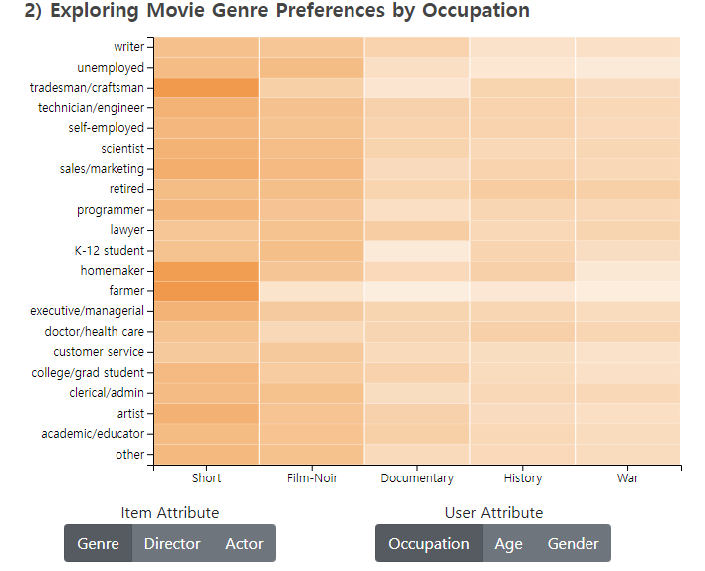 2) Exploring Movie Genre Preferences by Occupation
writer
unemployed
tradesman/craftsman
technician/engineer
self-employed
scientist
sales/marketing
retired
programmer
lawyer
K-12 student
homemaker
farmer
executive/managerial
doctor/health care
customer service
college/grad student
clerical/admin
artist
academic/educator
other
Short Film-Noir Documentary History War
Item Attribute User Attribute
Genre Director Actor Occupation Age Gender